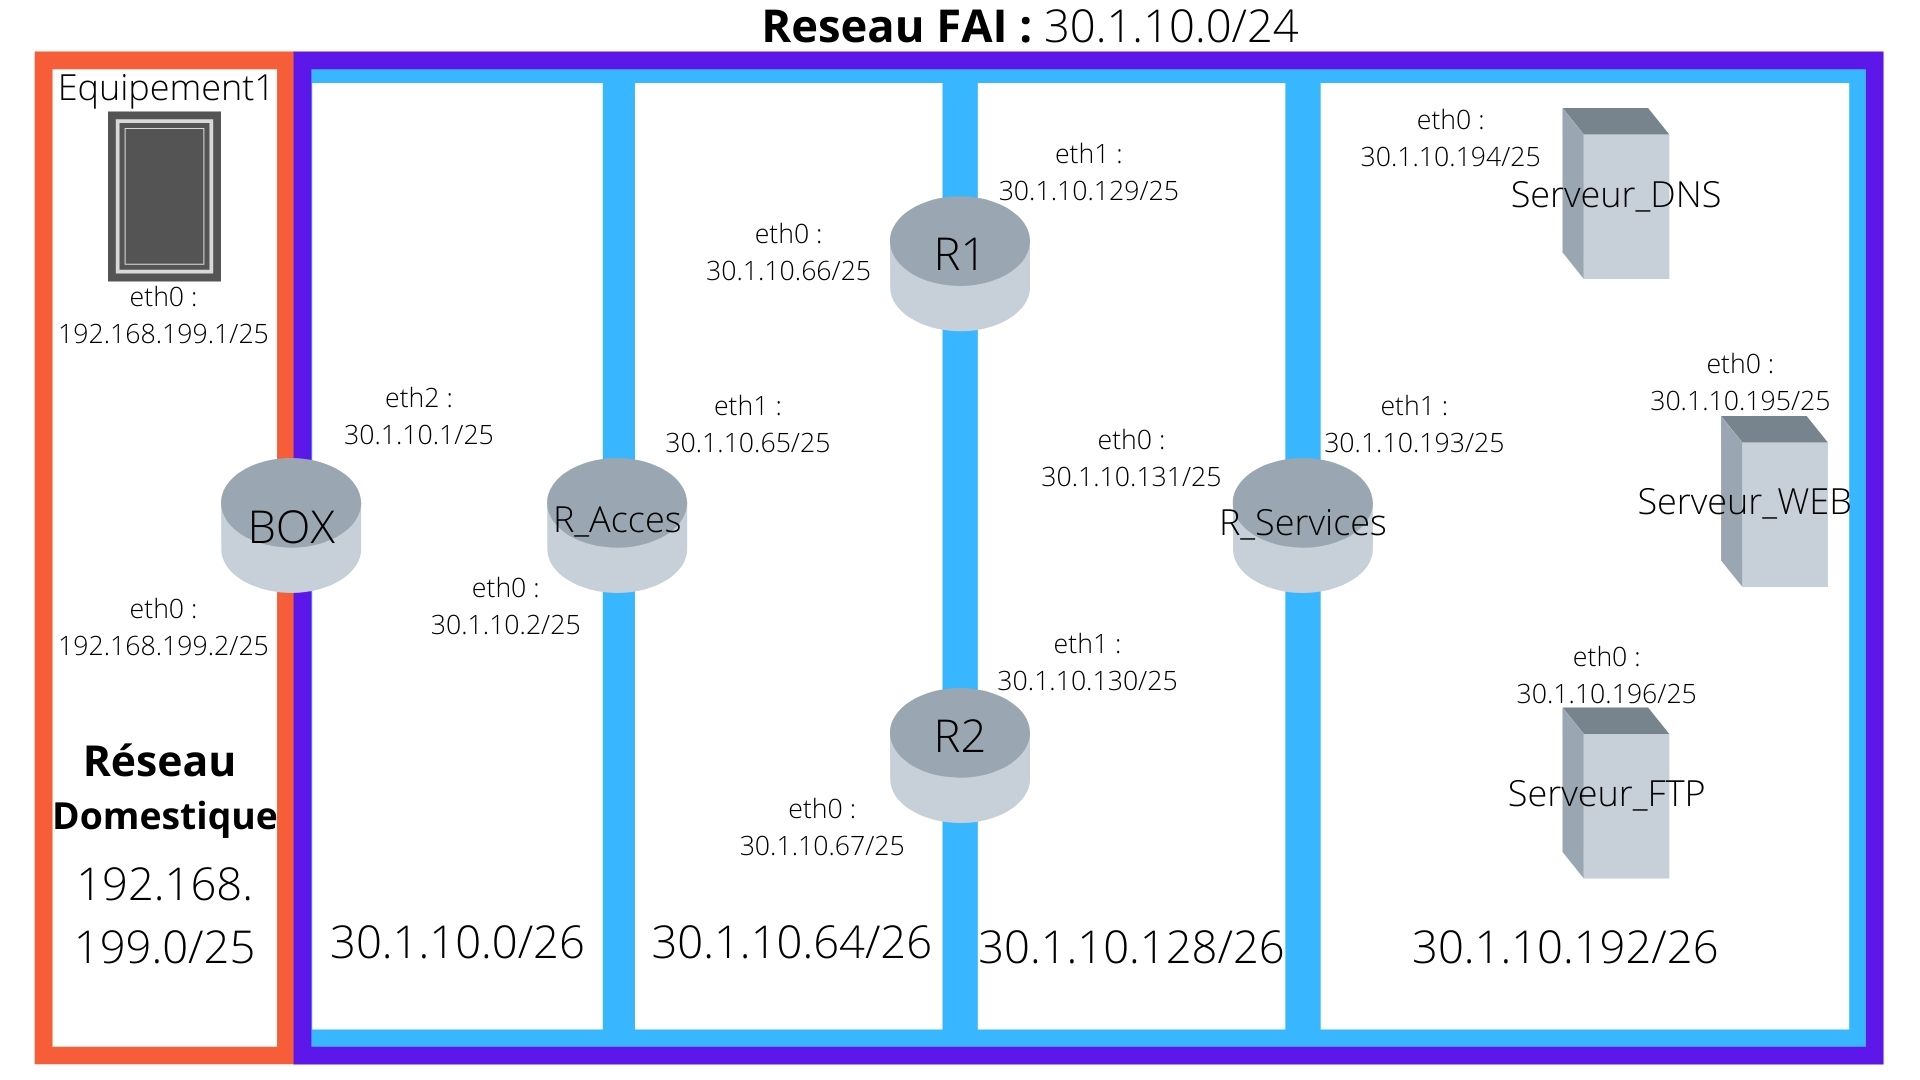 Reseau FAI : 30.1.10.0/24
Equipement1
eth0 :
192.168.199.1/25
BOX
eth0 :
192.168.199.2/25
Réseau
Domestique
192.168.
199.0/25
eth2 :
30.1.10.1/25
eth0 :
30.1.10.2/25
R_Acces
30.1.10.0/26
eth1 :
30.1.10.65/25
eth0 :
30.1.10.66/25
R1
eth0 :
30.1.10.67/25
R2
30.1.10.64/26
eth1 :
30.1.10.129/25
eth0 :
30.1.10.131/25
eth1 :
30.1.10.130/25
R_Services
30.1.10.128/26
eth1 :
30.1.10.193/25
eth0 :
30.1.10.194/25
Serveur_DNS
eth0 :
30.1.10.195/25
Serveur_WEB
eth0 :
30.1.10.196/25
Serveur_FTP
30.1.10.192/26